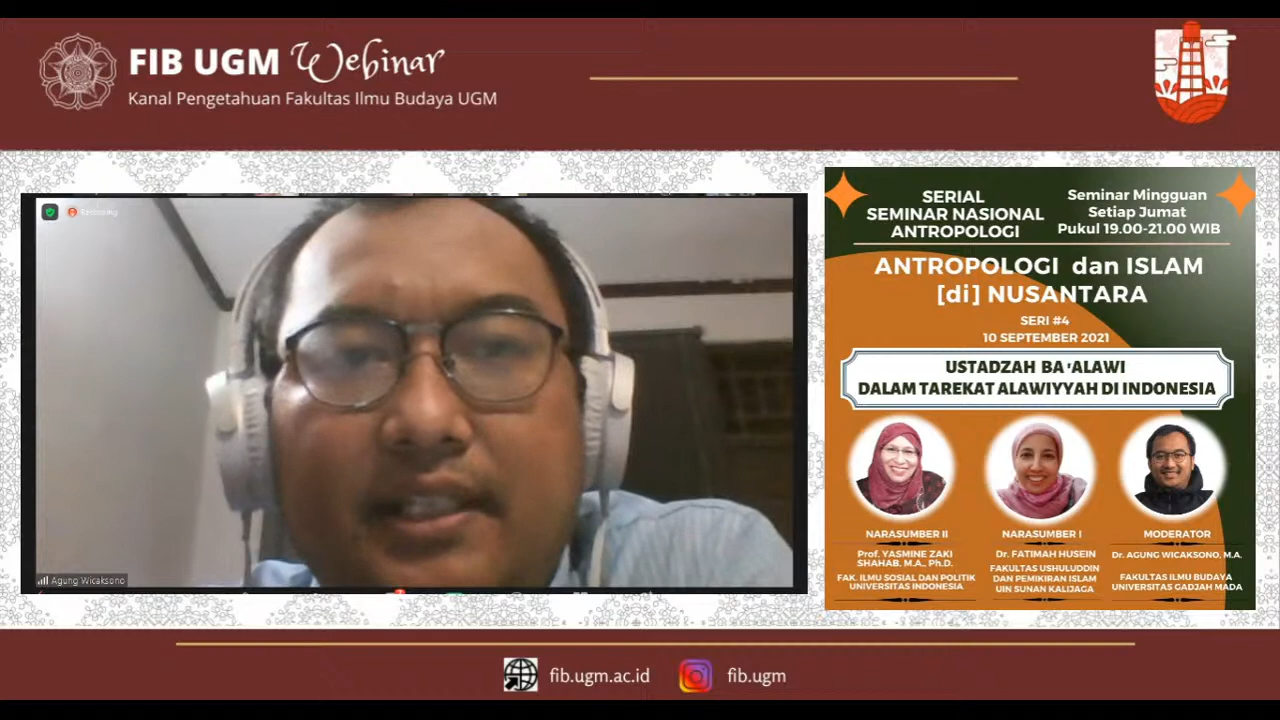 FIB UGM Webinar
Kanal Pengetahuan Fakultas Ilmu Budaya UGM
Recording
Agung Wicaksono
SERIAL
SEMINAR NASIONAL
ANTROPOLOGI
Seminar Mingguan
Setiap Jumat
Pukul 19.00-21.00 WIB
ANTROPOLOGI dan ISLAM
[di] NUSANTARA
SERI #4
10 SEPTEMBER 2021
USTADZAH BA'ALAWI
DALAM TAREKAT ALAWIYYAH DI INDONESIA
NARASUMBER II
Prof. YASMINE ZAKI
SHAHAB. M.A., Ph.D.
FAK. ILMU SOSIAL DAN POLITIK
UNIVERSITAS INDONESIA
NARASUMBER I
Dr. FATIMAH HUSEIN
FAKULTAS USHULUDDIN
DAN PEMIKIRAN ISLAM
UIN SUNAN KALIJAGA
MODERATOR
Dr. AGUNG WICAKSONO, M.A.
FAKULTAS ILMU BUDAYA
UNIVERSITAS GADJAH MADA
fib.ugm.ac.id
fib.ugm